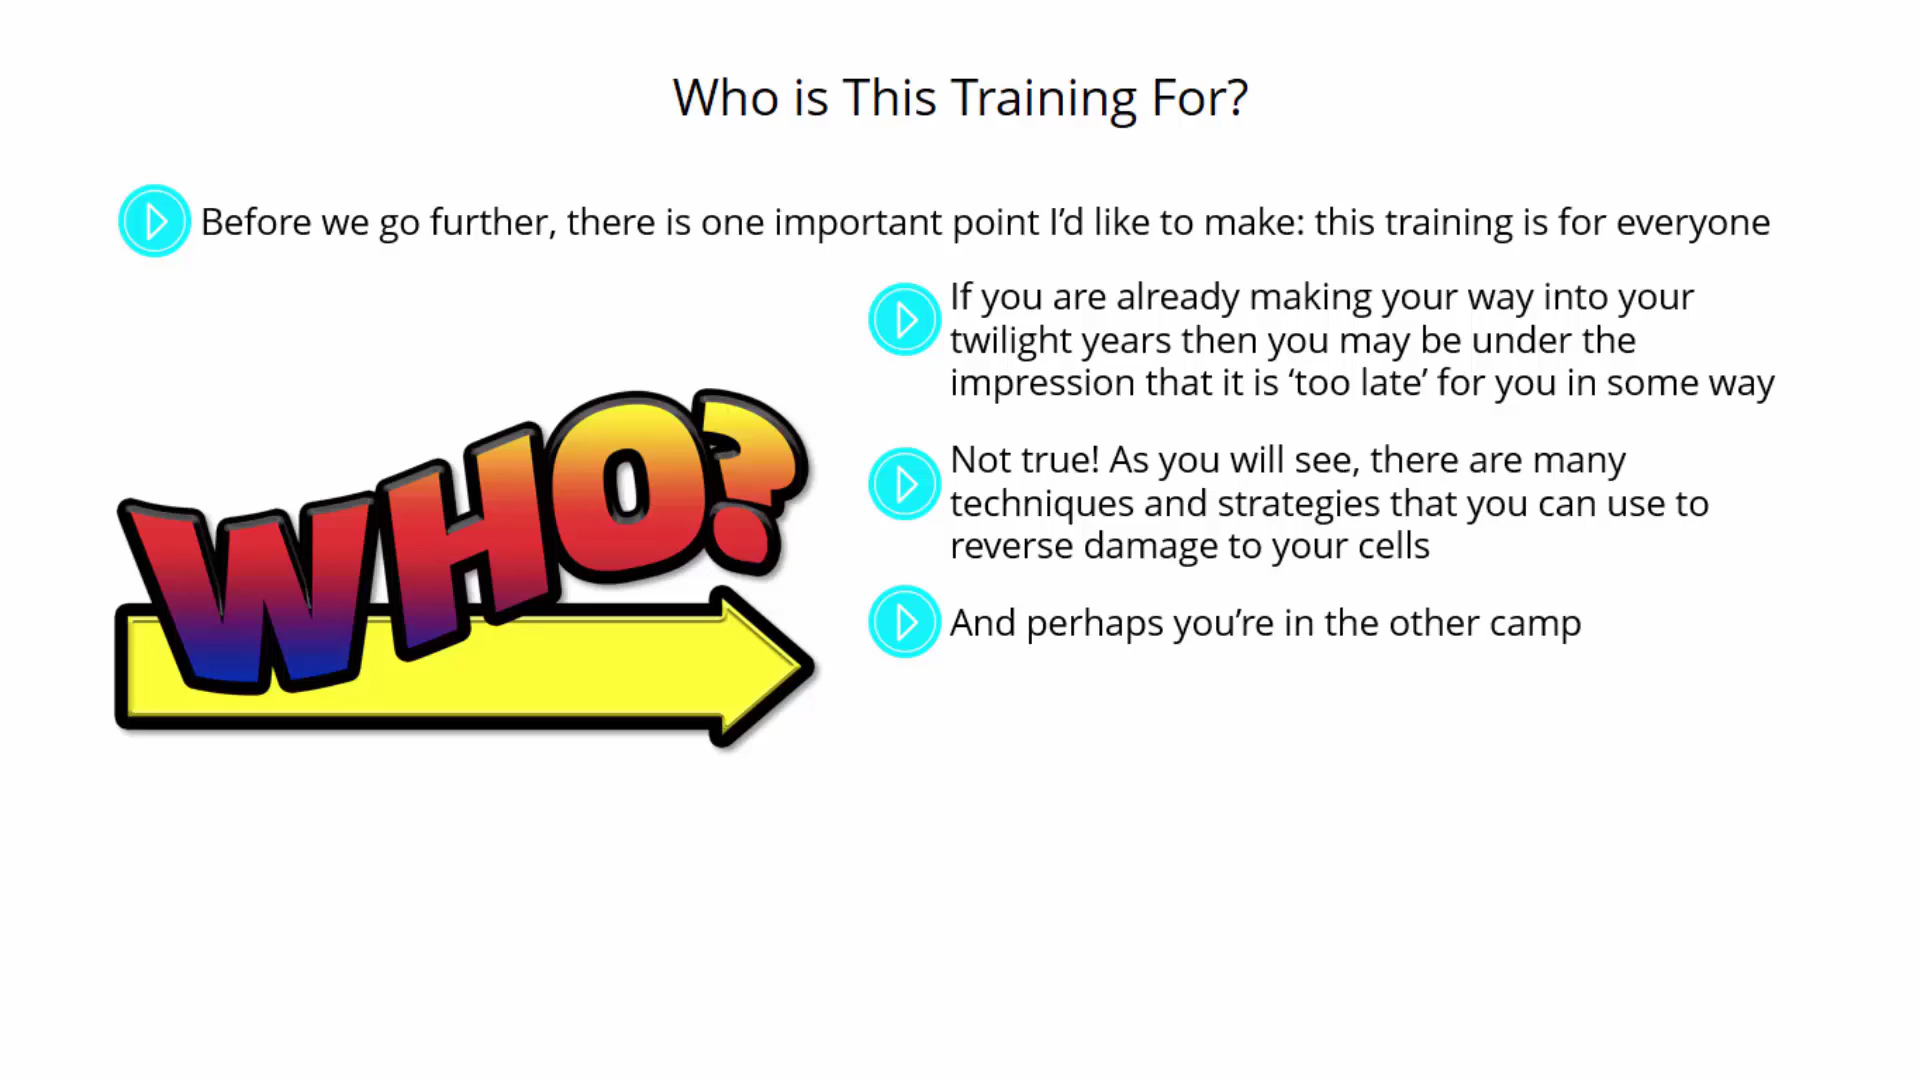 Who is This Training For?
Before we go further, there is one important point I’d like to make: this training is for everyone
If you are already making your way into your
twilight years then you may be under the
impression that it is ‘too late’ for you in some way
WHO?
Not true! As you will see, there are many
techniques and strategies that you can use to
reverse damage to your cells
And perhaps you’re in the other camp